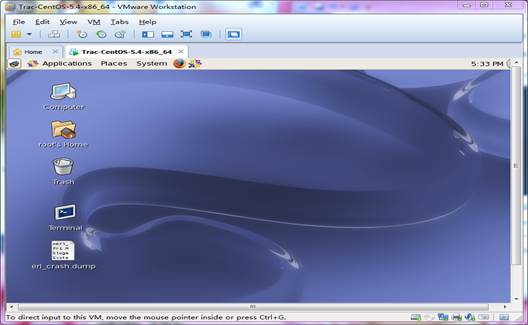 Trac-CentOS-5.4-x86_64 - VMware Workstation
File Edit View VM Tabs Help
Home Trac-CentOS-5.4-x86_64
Applications Places System 5:33 PM
Computer
root's Home
Trash
Terminal
erl_crash.dump
To direct input to this VM, move the mouse pointer inside or press Ctrl+G.